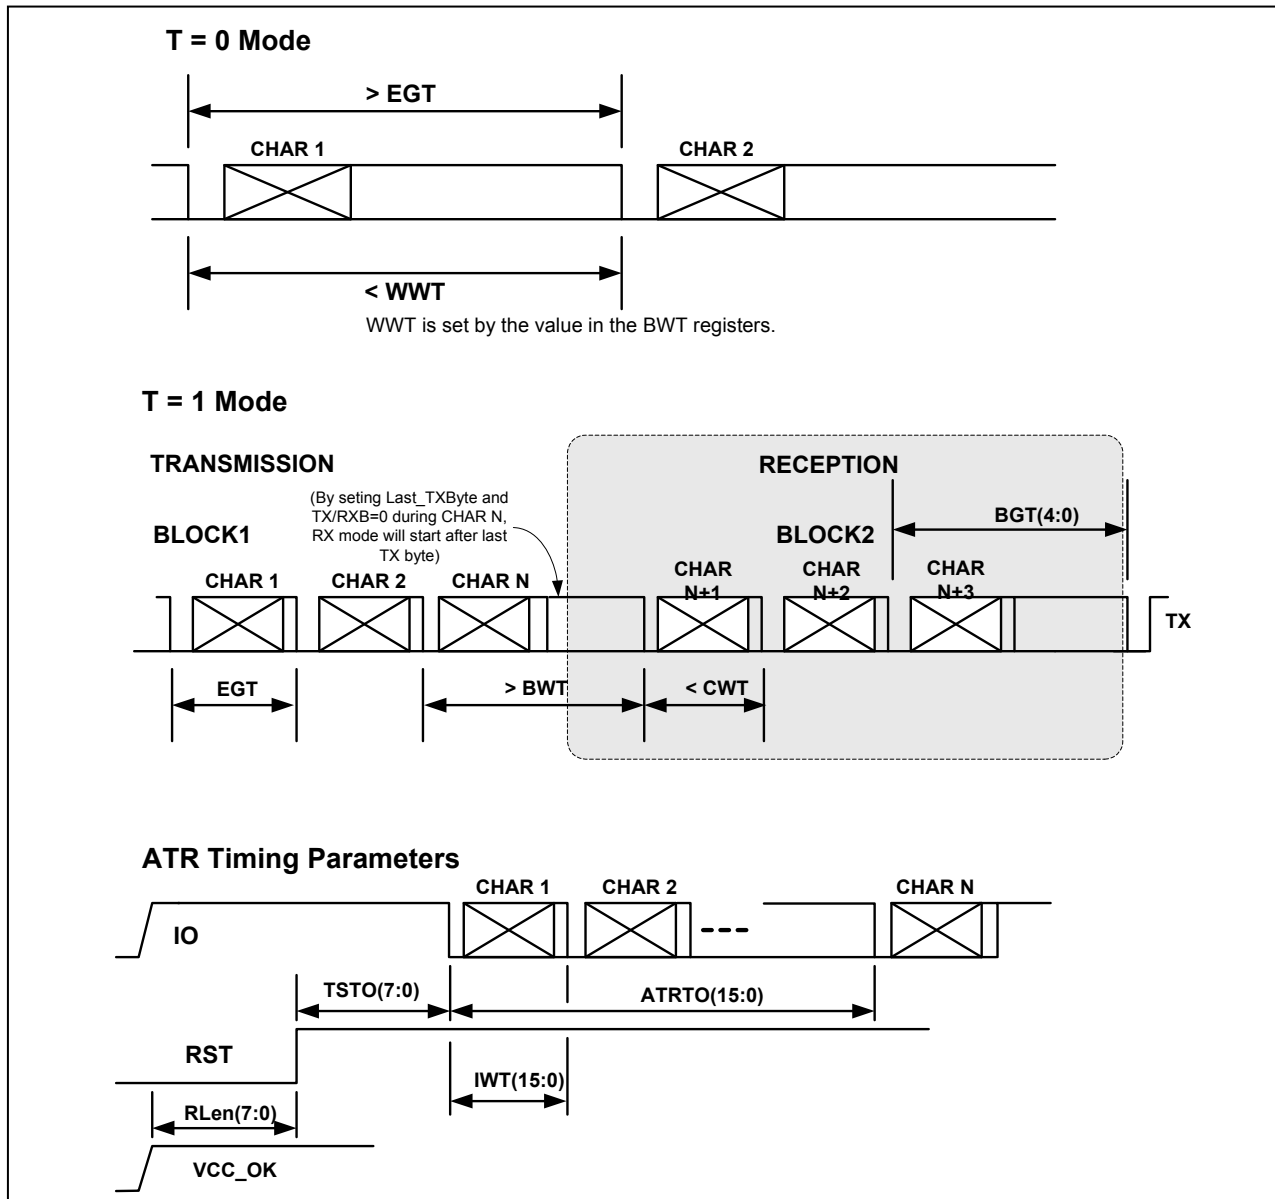 T = 0 Mode
> EGT
CHAR 1
CHAR 2
< WWT
WWT is set by the value in the BWT registers.
T = 1 Mode
TRANSMISSION
RECEPTION
(By seting Last_TXByte and
TX/RXB=0 during CHAR N,
RX mode will start after last
TX byte)
BGT(4:0)
BLOCK1
BLOCK2
CHAR 1
CHAR 2
CHAR N
CHAR
N+1
CHAR
N+2
CHAR
N+3
TX
EGT
> BWT
< CWT
ATR Timing Parameters
CHAR 1
CHAR 2
CHAR N
IO
TSTO(7:0)
ATRTO(15:0)
RST
IWT(15:0)
RLen(7:0)
VCC_OK